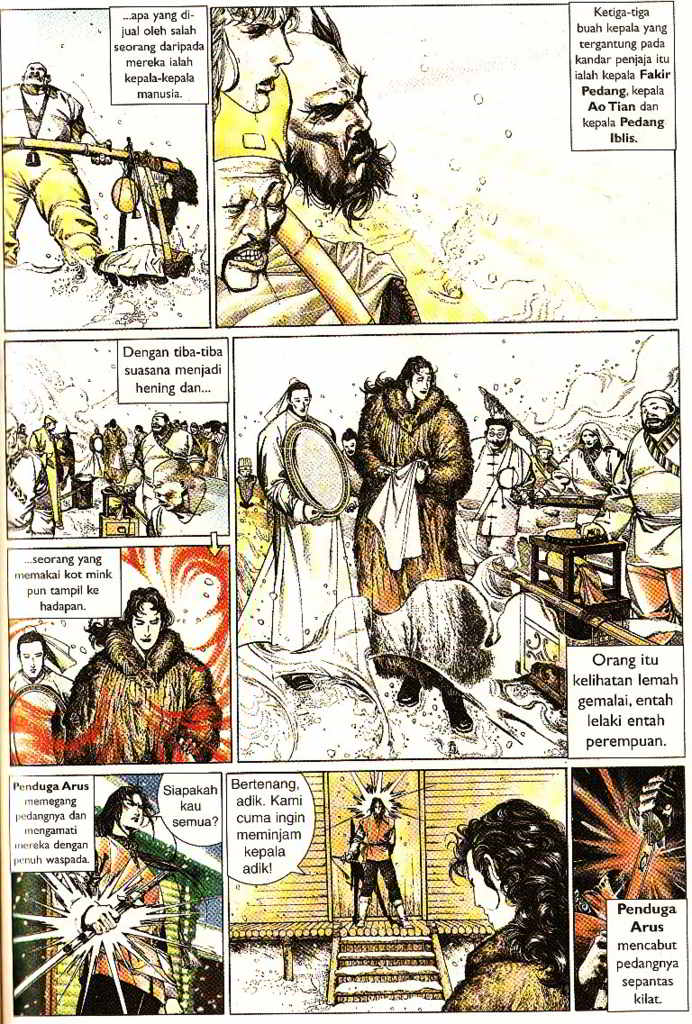 ...apa yang di-
jual oleh salah
seorang daripada
mereka ialah
kepala-kepala
manusia.
Ketiga-tiga
buah kepala yang
tergantung pada
kandar penjaja itu
ialah kepala Fakir
Pedang, kepala
Ao Tian dan
kepala Pedang
Iblis.
Dengan tiba-tiba
suasana menjadi
hening dan...
...seorang yang
memakai kot mink
pun tampil ke
hadapan.
Orang itu
kelihatan lemah
gemalai, entah
lelaki entah
perempuan.
Penduga Arus
memegang
pedangnya dan
mengamati
mereka dengan
penuh waspada.
Siapakah
kau
semua?
Bertenang,
adik. Kami
cuma ingin
meminjam
kepala
adik!
Penduga
Arus
mencabut
pedangnya
sepantas
kilat.